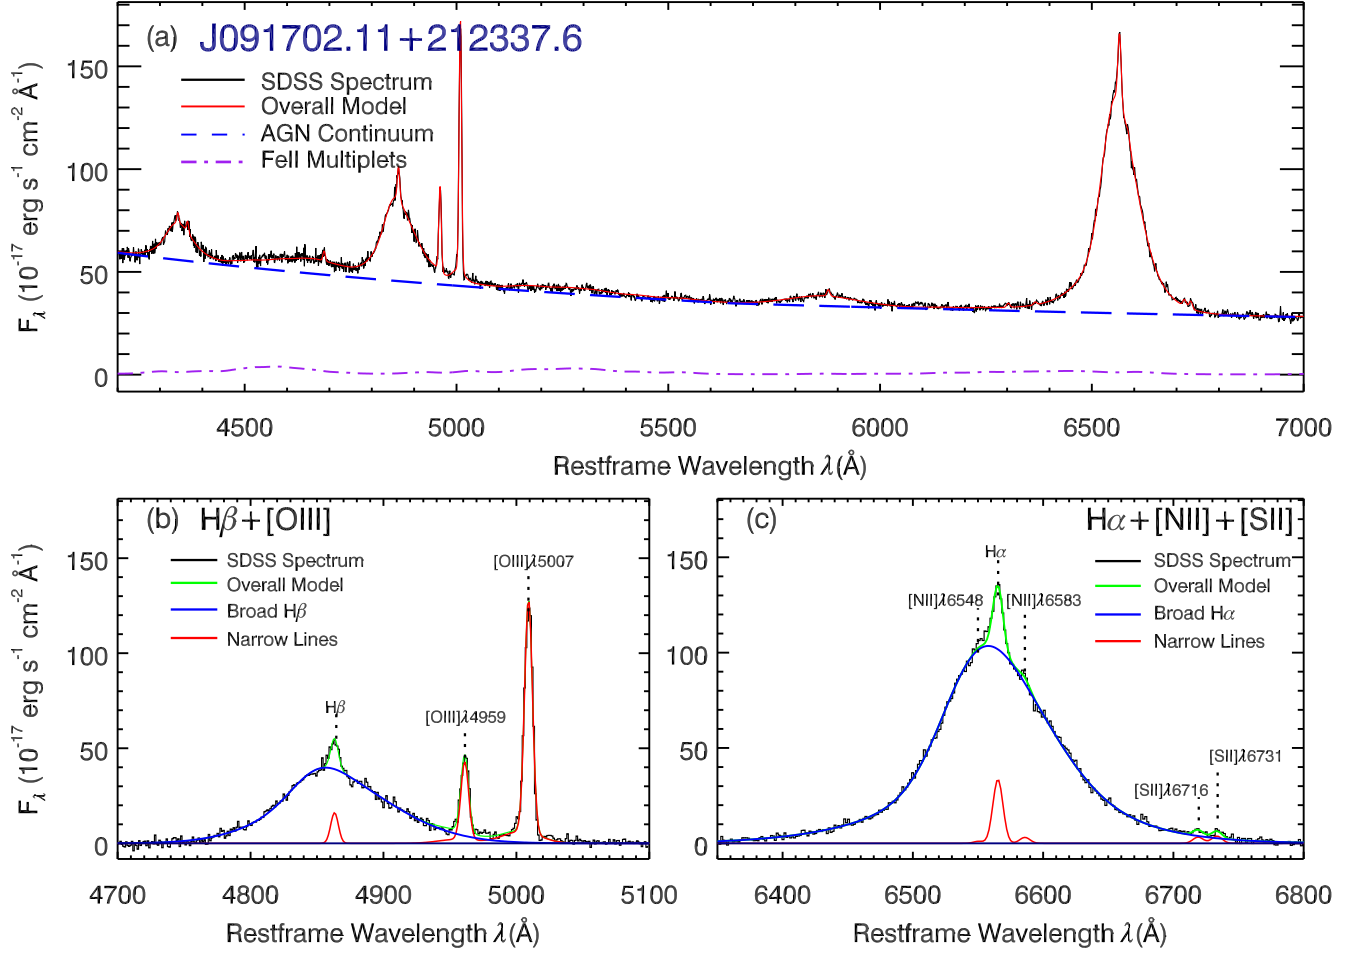 (a) J091702.11+212337.6
SDSS Spectrum
Overall Model
AGN Continuum
FeII Multiplets
F_λ (10^-17 erg s^-1 cm^-2 Å^-1)
150
100
50
0
4500 5000 5500 6000 6500 7000
Restframe Wavelength λ(Å)
(b) Hβ+[OIII]
SDSS Spectrum
Overall Model
Broad Hβ
Narrow Lines
[OIII]λ5007
Hβ
[OIII]λ4959
F_λ (10^-17 erg s^-1 cm^-2 Å^-1)
150
100
50
0
4700 4800 4900 5000 5100
Restframe Wavelength λ(Å)
(c) Hα+[NII]+[SII]
SDSS Spectrum
Overall Model
Broad Hα
Narrow Lines
Hα
[NII]λ6548 [NII]λ6583
[SII]λ6731
[SII]λ6716
150
100
50
0
6400 6500 6600 6700 6800
Restframe Wavelength λ(Å)